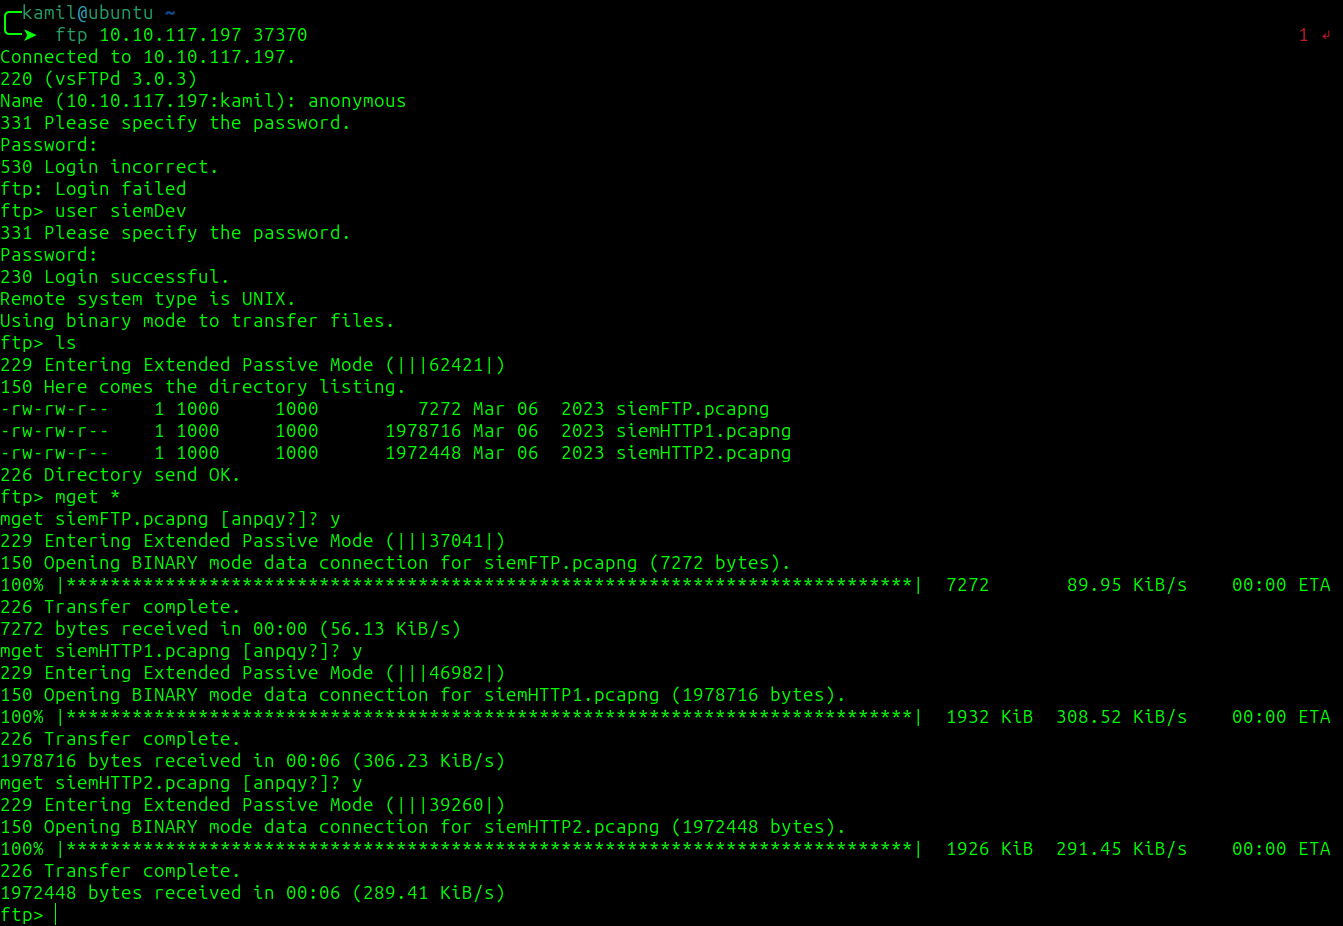 kamil@ubuntu ~
➤ ftp 10.10.117.197 37370 1 ↲
Connected to 10.10.117.197.
220 (vsFTPd 3.0.3)
Name (10.10.117.197:kamil): anonymous
331 Please specify the password.
Password:
530 Login incorrect.
ftp: Login failed
ftp> user siemDev
331 Please specify the password.
Password:
230 Login successful.
Remote system type is UNIX.
Using binary mode to transfer files.
ftp> ls
229 Entering Extended Passive Mode (|||62421|)
150 Here comes the directory listing.
-rw-rw-r--    1 1000     1000         7272 Mar 06  2023 siemFTP.pcapng
-rw-rw-r--    1 1000     1000      1978716 Mar 06  2023 siemHTTP1.pcapng
-rw-rw-r--    1 1000     1000      1972448 Mar 06  2023 siemHTTP2.pcapng
226 Directory send OK.
ftp> mget *
mget siemFTP.pcapng [anpqy?]? y
229 Entering Extended Passive Mode (|||37041|)
150 Opening BINARY mode data connection for siemFTP.pcapng (7272 bytes).
100% |*****************************************************************************|  7272       89.95 KiB/s    00:00 ETA
226 Transfer complete.
7272 bytes received in 00:00 (56.13 KiB/s)
mget siemHTTP1.pcapng [anpqy?]? y
229 Entering Extended Passive Mode (|||46982|)
150 Opening BINARY mode data connection for siemHTTP1.pcapng (1978716 bytes).
100% |*****************************************************************************|  1932 KiB  308.52 KiB/s    00:00 ETA
226 Transfer complete.
1978716 bytes received in 00:06 (306.23 KiB/s)
mget siemHTTP2.pcapng [anpqy?]? y
229 Entering Extended Passive Mode (|||39260|)
150 Opening BINARY mode data connection for siemHTTP2.pcapng (1972448 bytes).
100% |*****************************************************************************|  1926 KiB  291.45 KiB/s    00:00 ETA
226 Transfer complete.
1972448 bytes received in 00:06 (289.41 KiB/s)
ftp>